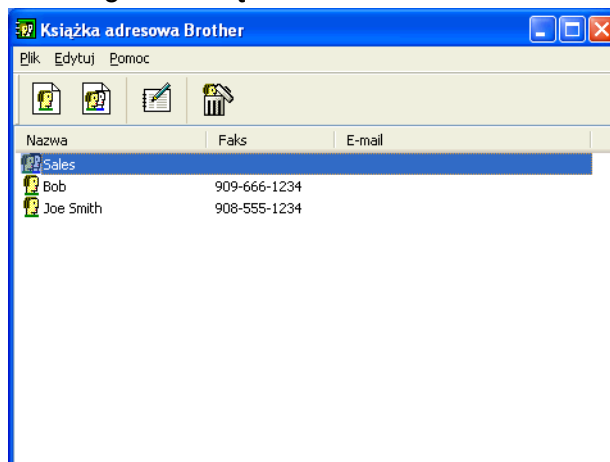 Książka adresowa Brother
Plik Edytuj Pomoc
Nazwa Faks E-mail
Sales
Bob 909-666-1234
Joe Smith 908-555-1234